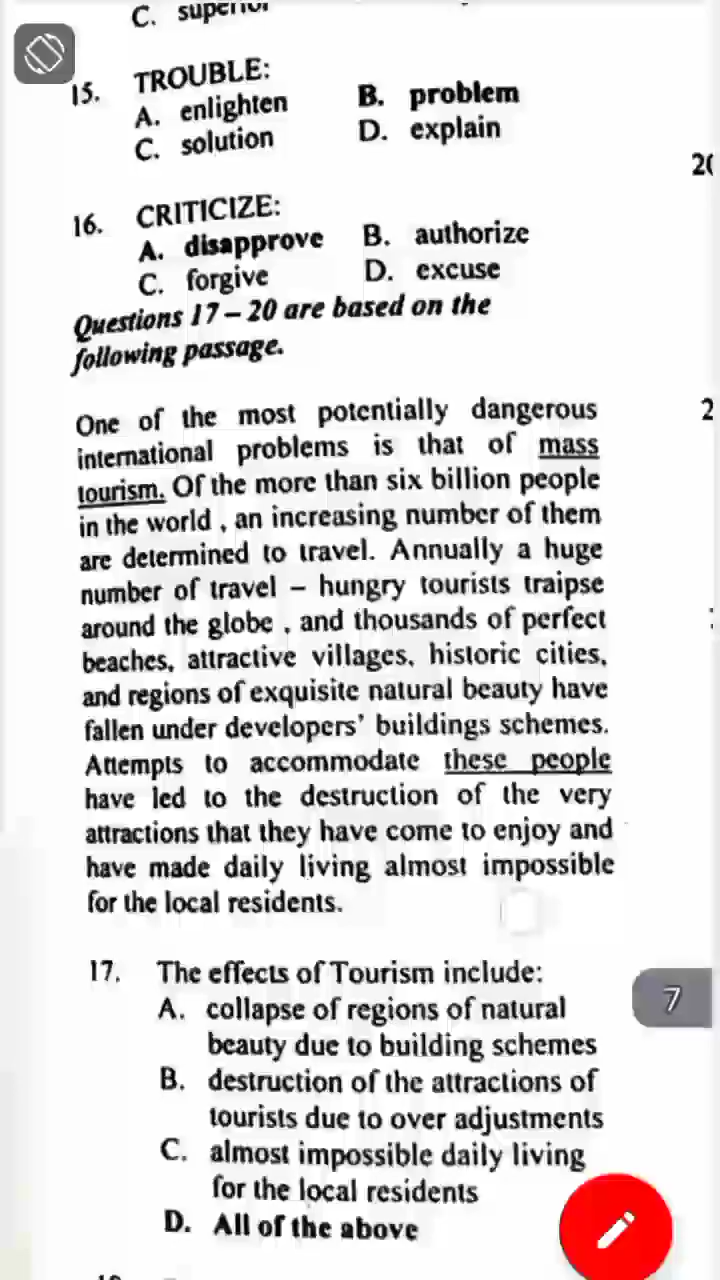 C. superior
15. TROUBLE:
A. enlighten B. problem
C. solution D. explain
20
16. CRITICIZE:
A. disapprove B. authorize
C. forgive D. excuse
Questions 17 – 20 are based on the
following passage.
One of the most potentially dangerous
2
international problems is that of mass
tourism. Of the more than six billion people
in the world , an increasing number of them
are determined to travel. Annually a huge
number of travel – hungry tourists traipse
around the globe , and thousands of perfect
beaches, attractive villages, historic cities,
and regions of exquisite natural beauty have
fallen under developers' buildings schemes.
Attempts to accommodate these people
have led to the destruction of the very
attractions that they have come to enjoy and
have made daily living almost impossible
for the local residents.
17. The effects of Tourism include:
7
A. collapse of regions of natural
beauty due to building schemes
B. destruction of the attractions of
tourists due to over adjustments
C. almost impossible daily living
for the local residents
D. All of the above